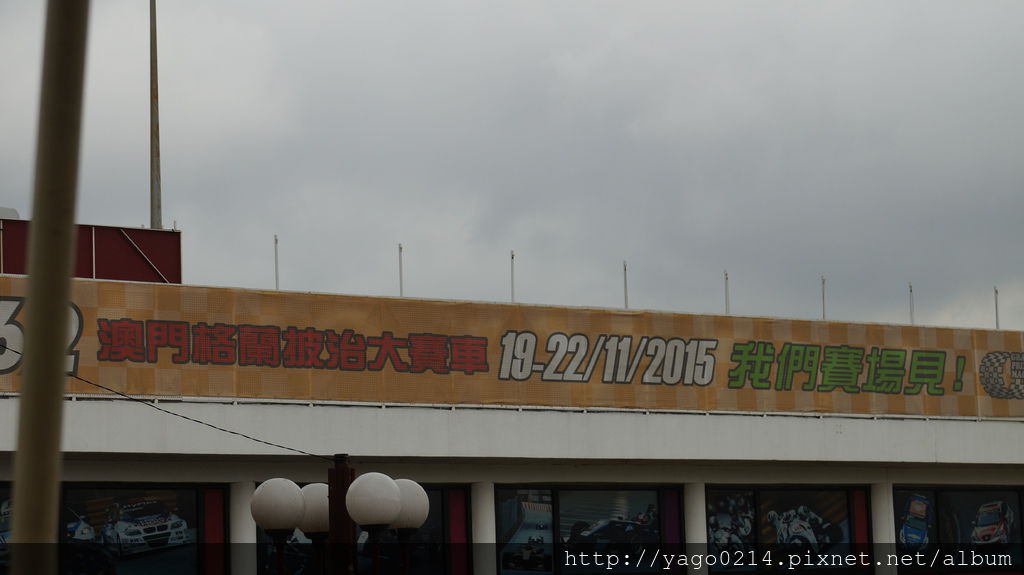 62 澳門格蘭披治大賽車 19-22/11/2015 我們賽場見!
http://yago0214.pixnet.net/album